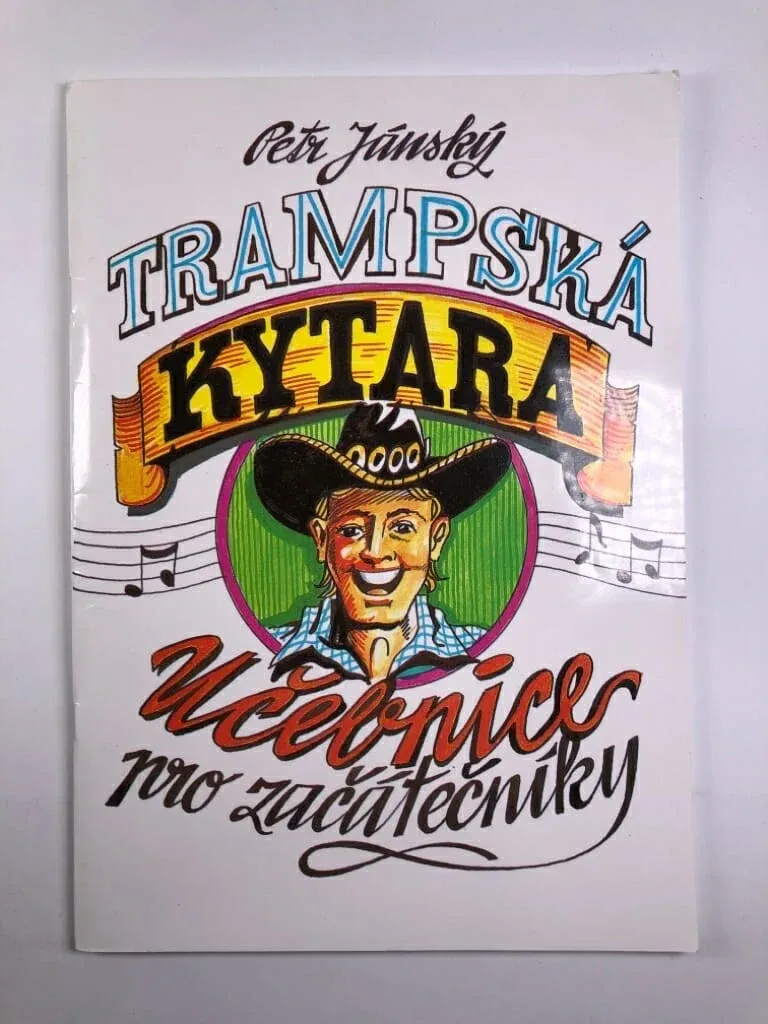 Petr Jánský
TRAMPSKÁ
KYTARA
Učebnice
pro začátečníky